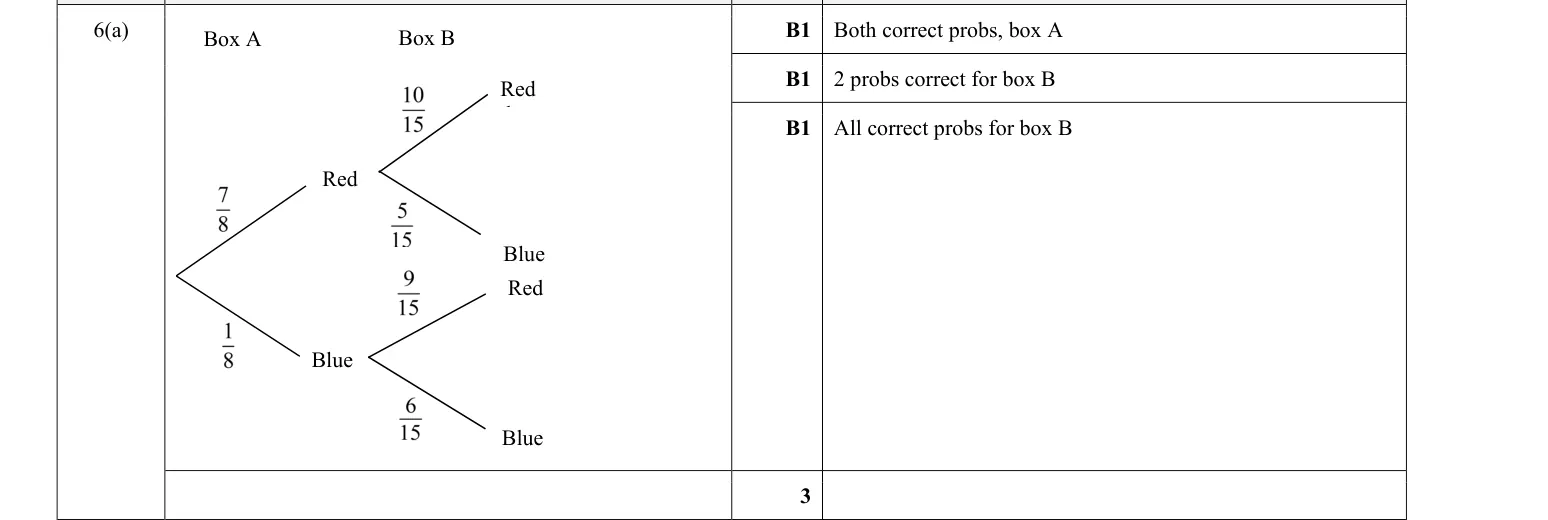 6(a)
Box A Box B
B1 Both correct probs, box A
B1 2 probs correct for box B
B1 All correct probs for box B
10/15 Red
7/8 Red
5/15 Blue
9/15 Red
1/8 Blue
6/15 Blue
3